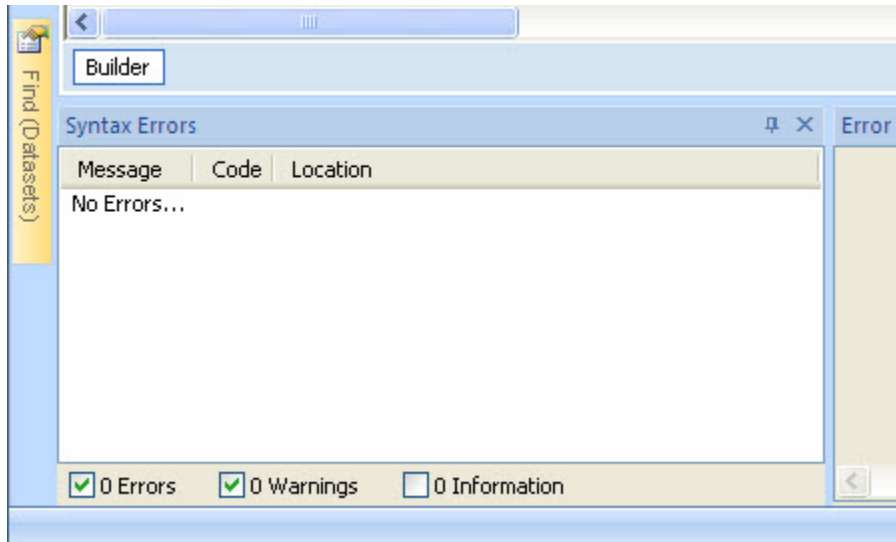 Find (Datasets)
Builder
Syntax Errors
Error
Message Code Location
No Errors...
0 Errors 0 Warnings 0 Information